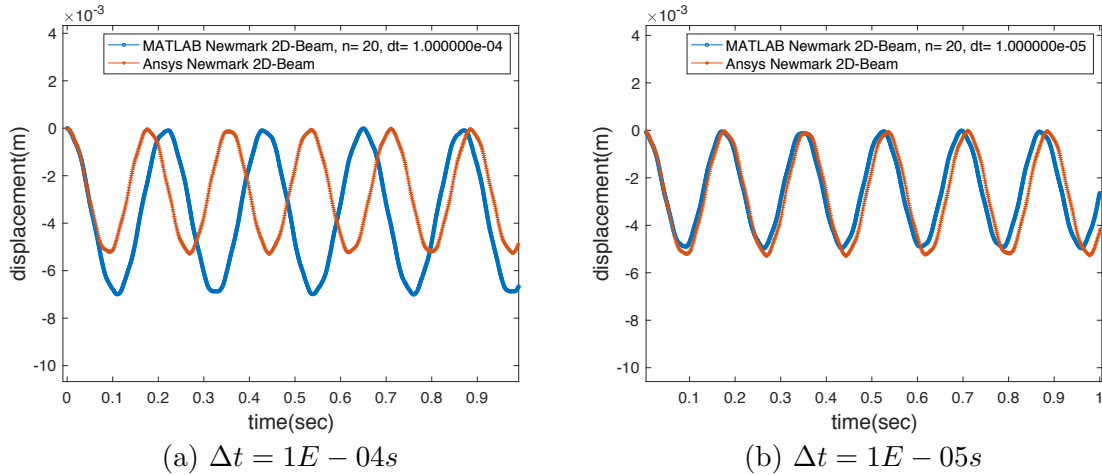 ×10⁻³
MATLAB Newmark 2D-Beam, n= 20, dt= 1.000000e-04
Ansys Newmark 2D-Beam
4
2
0
-2
-4
-6
-8
-10
displacement(m)
0 0.1 0.2 0.3 0.4 0.5 0.6 0.7 0.8 0.9
time(sec)
(a) Δt = 1E − 04s
×10⁻³
MATLAB Newmark 2D-Beam, n= 20, dt= 1.000000e-05
Ansys Newmark 2D-Beam
4
2
0
-2
-4
-6
-8
-10
displacement(m)
0.1 0.2 0.3 0.4 0.5 0.6 0.7 0.8 0.9 1
time(sec)
(b) Δt = 1E − 05s